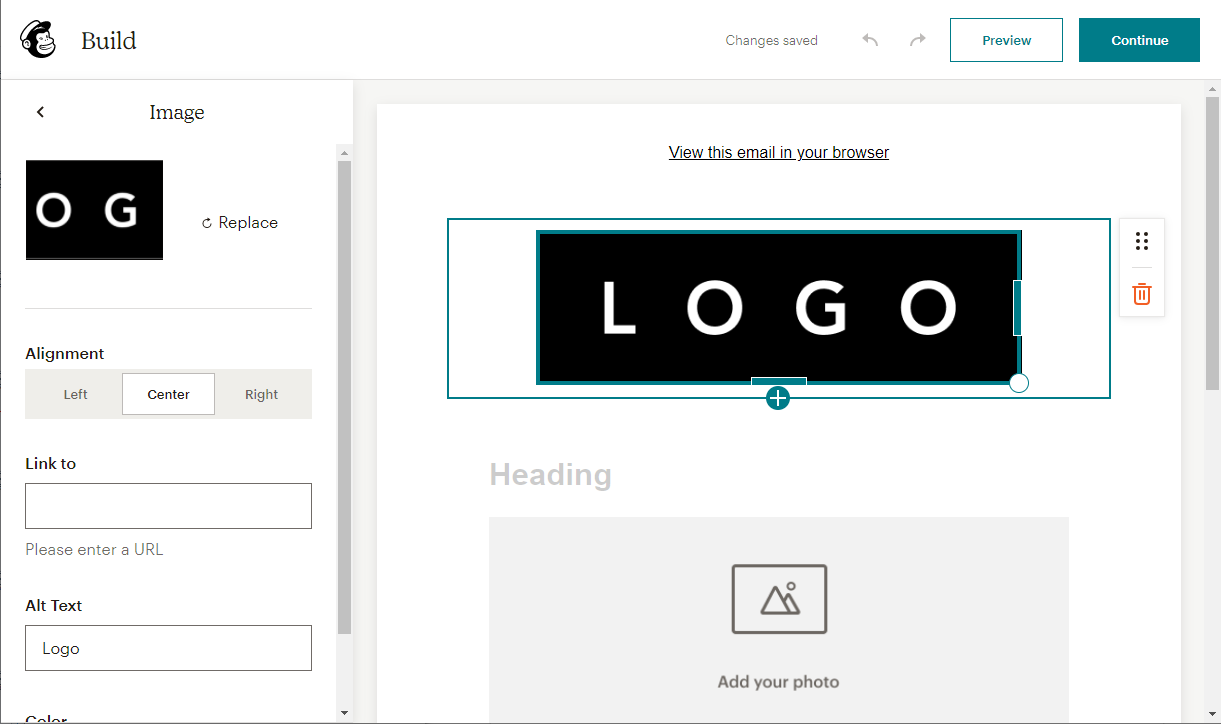 Build
Changes saved
Preview
Continue
Image
O G
Replace
Alignment
Left Center Right
Link to
Please enter a URL
Alt Text
Logo
Color
View this email in your browser
L O G O
Heading
Add your photo